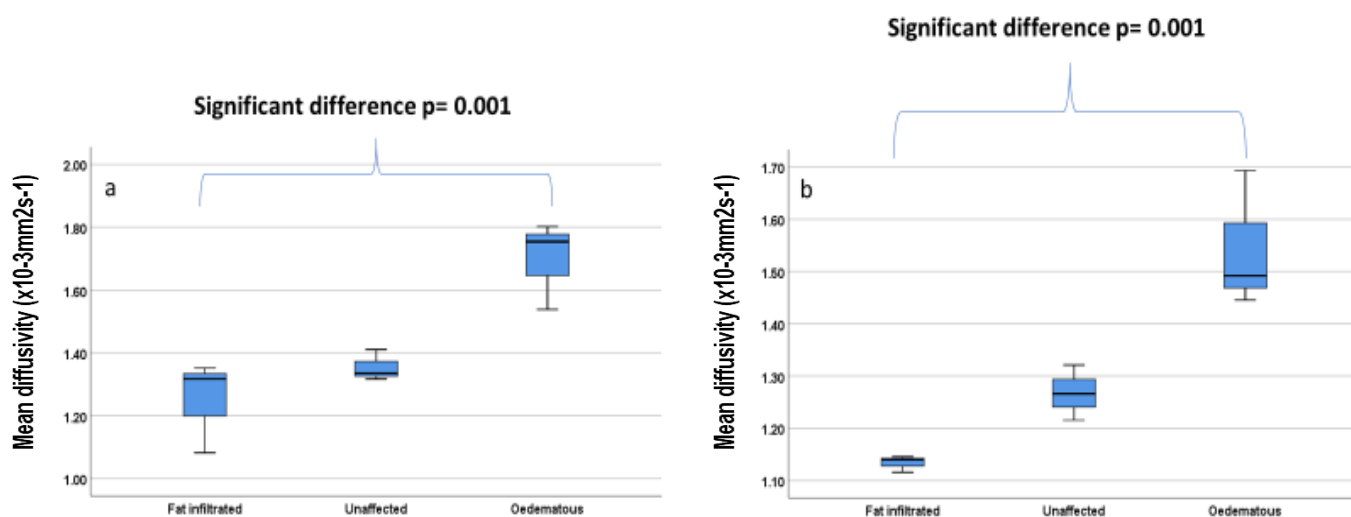 Significant difference p= 0.001
a
Mean diffusivity (x10-3mm2s-1)
2.00
1.80
1.60
1.40
1.20
1.00
Fat infiltrated Unaffected Oedematous
Significant difference p= 0.001
b
Mean diffusivity (x10-3mm2s-1)
1.70
1.60
1.50
1.40
1.30
1.20
1.10
Fat infiltrated Unaffected Oedematous